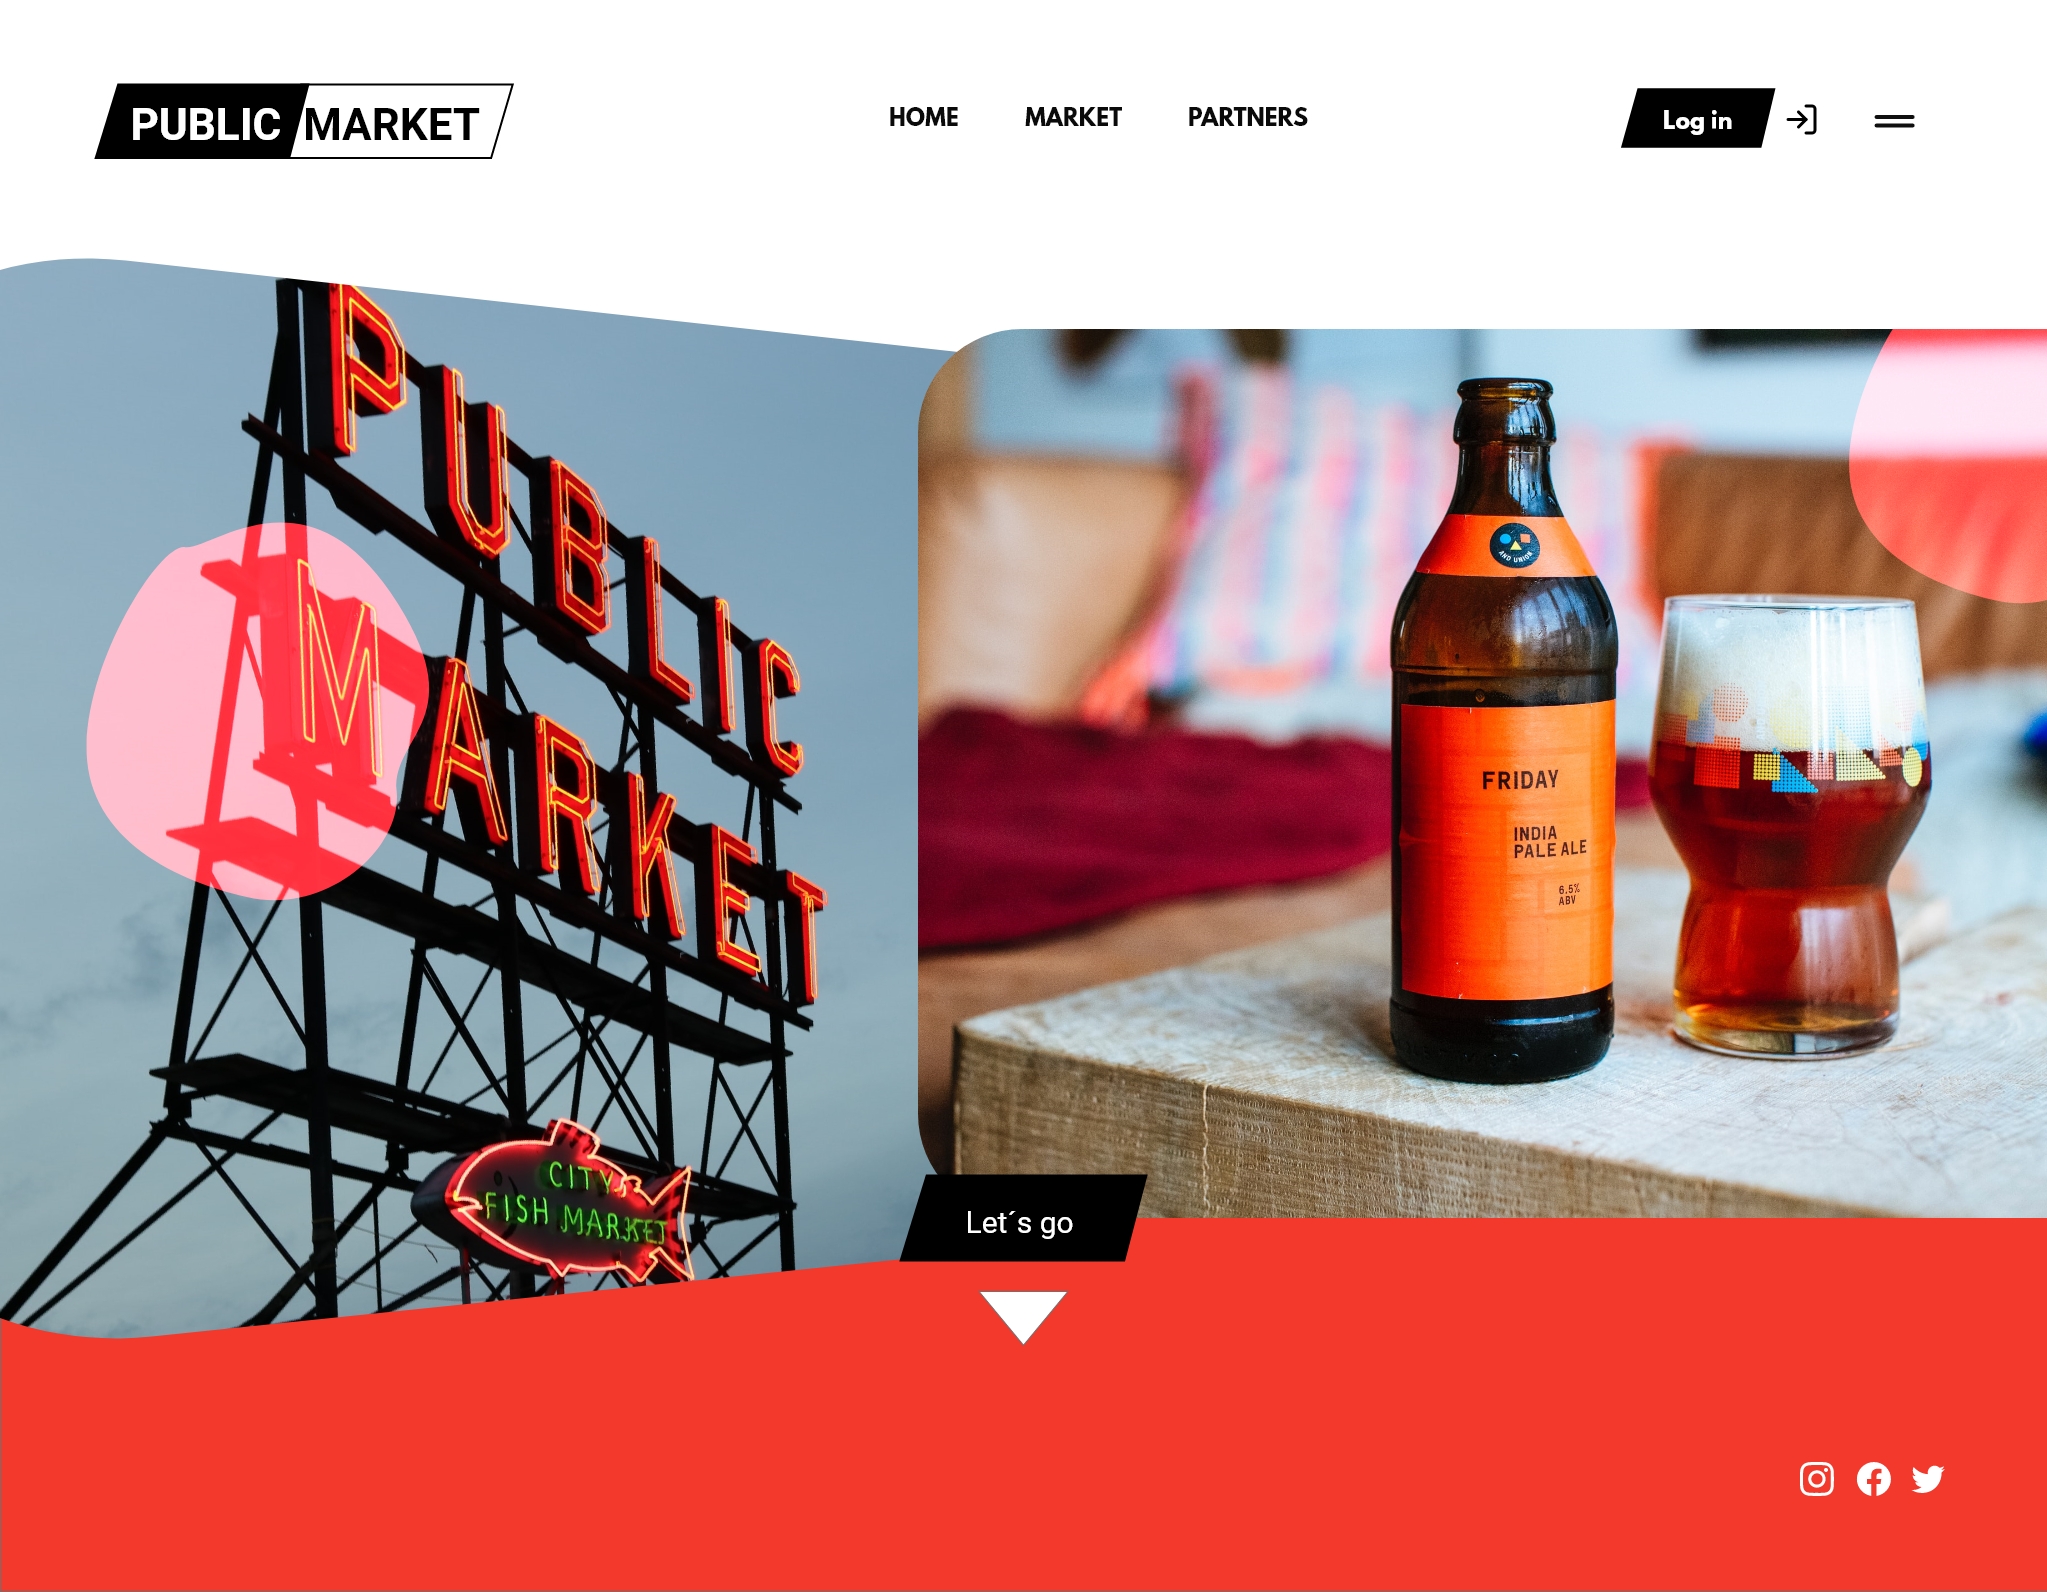 PUBLIC MARKET
HOME MARKET PARTNERS
Log in
PUBLIC
MARKET
CITY
FISH MARKET
AND UNION
FRIDAY
INDIA
PALE ALE
6.5%
ABV
Let´s go